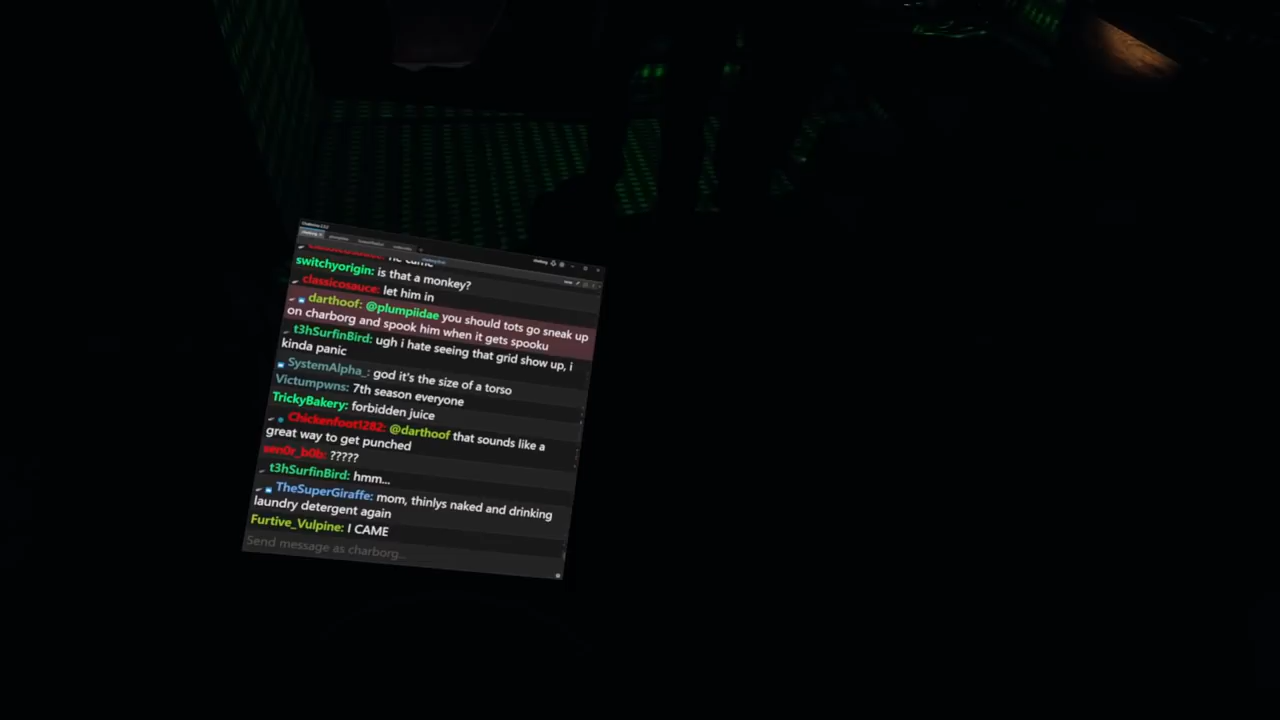 he came
switchyorigin: is that a monkey?
classicosauce: let him in
darthoof: @plumpiidae you should tots go sneak up
on charborg and spook him when it gets spooku
t3hSurfinBird: ugh i hate seeing that grid show up, i
kinda panic
SystemAlpha_: god it's the size of a torso
Victumpwns: 7th season everyone
TrickyBakery: forbidden juice
Chickenfoot1282: @darthoof that sounds like a
great way to get punched
sen0r_b0b: ?????
t3hSurfinBird: hmm...
TheSuperGiraffe: mom, thinlys naked and drinking
laundry detergent again
Furtive_Vulpine: I CAME
Send message as charborg...